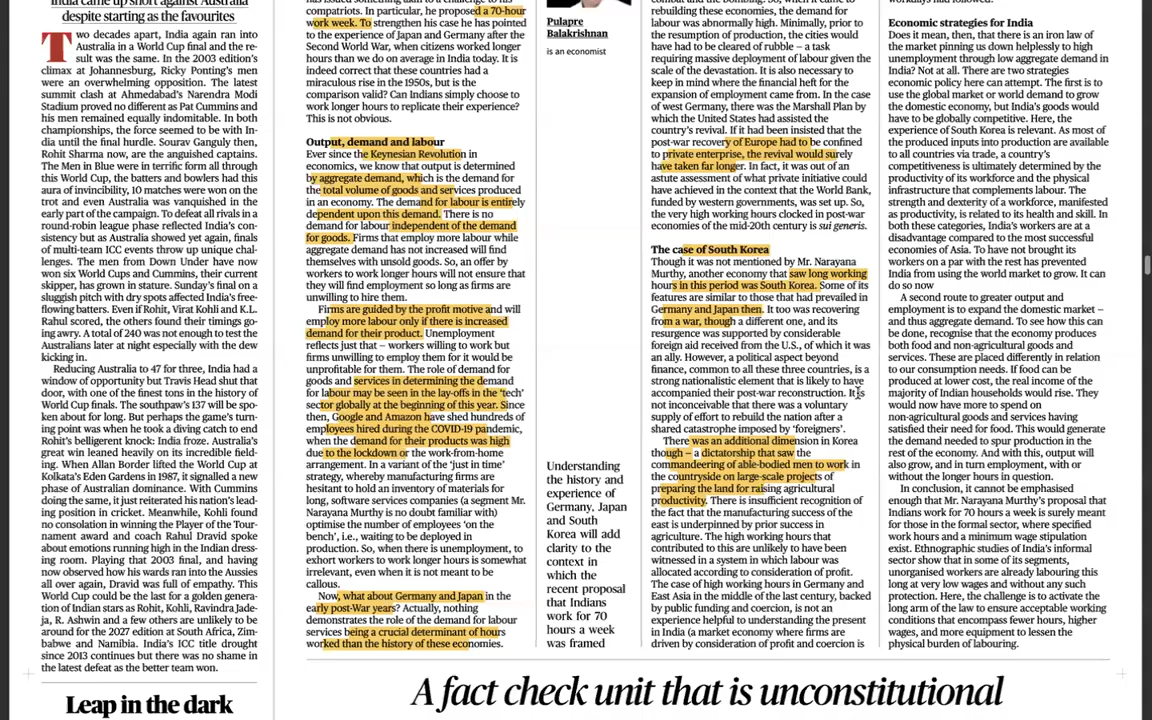 India came up short against Australia
despite starting as the favourites
Two decades apart, India again ran into
Australia in a World Cup final and the re-
sult was the same. In the 2003 edition's
climax at Johannesburg, Ricky Ponting's men
were an overwhelming opposition. The latest
summit clash at Ahmedabad's Narendra Modi
Stadium proved no different as Pat Cummins and
his men remained equally indomitable. In both
championships, the force seemed to be with In-
dia until the final hurdle. Sourav Ganguly then,
Rohit Sharma now, are the anguished captains.
The Men in Blue were in terrific form all through
this World Cup, the batters and bowlers had this
aura of invincibility, 10 matches were won on the
trot and even Australia was vanquished in the
early part of the campaign. To defeat all rivals in a
round-robin league phase reflected India's con-
sistency but as Australia showed yet again, finals
of multi-team ICC events throw up unique chal-
lenges. The men from Down Under have now
won six World Cups and Cummins, their current
skipper, has grown in stature. Sunday's final on a
sluggish pitch with dry spots affected India's free-
flowing batters. Even if Rohit, Virat Kohli and K.L.
Rahul scored, the others found their timings go-
ing awry. A total of 240 was not enough to test the
Australians later at night especially with the dew
kicking in.
Reducing Australia to 47 for three, India had a
window of opportunity but Travis Head shut that
door, with one of the finest tons in the history of
World Cup finals. The southpaw's 137 will be spo-
ken about for long. But perhaps the game's turn-
ing point was when he took a diving catch to end
Rohit's belligerent knock: India froze. Australia's
great win leaned heavily on its incredible field-
ing. When Allan Border lifted the World Cup at
Kolkata's Eden Gardens in 1987, it signalled a new
phase of Australian dominance. With Cummins
doing the same, it just reiterated his nation's lead-
ing position in cricket. Meanwhile, Kohli found
no consolation in winning the Player of the Tour-
nament award and coach Rahul Dravid spoke
about emotions running high in the Indian dress-
ing room. Playing that 2003 final, and having
now observed how his wards ran into the Aussies
all over again, Dravid was full of empathy. This
World Cup could be the last for a golden genera-
tion of Indian stars as Rohit, Kohli, Ravindra Jade-
ja, R. Ashwin and a few others are unlikely to be
around for the 2027 edition at South Africa, Zim-
babwe and Namibia. India's ICC title drought
since 2013 continues but there was no shame in
the latest defeat as the better team won.
Leap in the dark
compatriots. In particular, he proposed a 70-hour
work week. To strengthen his case he has pointed
to the experience of Japan and Germany after the
Second World War, when citizens worked longer
hours than we do on average in India today. It is
indeed correct that these countries had a
miraculous rise in the 1950s, but is the
comparison valid? Can Indians simply choose to
work longer hours to replicate their experience?
This is not obvious.
Output, demand and labour
Ever since the Keynesian Revolution in
economics, we know that output is determined
by aggregate demand, which is the demand for
the total volume of goods and services produced
in an economy. The demand for labour is entirely
dependent upon this demand. There is no
demand for labour independent of the demand
for goods. Firms that employ more labour while
aggregate demand has not increased will find
themselves with unsold goods. So, an offer by
workers to work longer hours will not ensure that
they will find employment so long as firms are
unwilling to hire them.
Firms are guided by the profit motive and will
employ more labour only if there is increased
demand for their product. Unemployment
reflects just that – workers willing to work but
firms unwilling to employ them for it would be
unprofitable for them. The role of demand for
goods and services in determining the demand
for labour may be seen in the lay-offs in the 'tech'
sector globally at the beginning of this year. Since
then, Google and Amazon have shed hundreds of
employees hired during the COVID-19 pandemic,
when the demand for their products was high
due to the lockdown or the work-from-home
arrangement. In a variant of the 'just in time'
strategy, whereby manufacturing firms are
hesitant to hold an inventory of materials for
long, software services companies (a segment Mr.
Narayana Murthy is no doubt familiar with)
optimise the number of employees 'on the
bench', i.e., waiting to be deployed in
production. So, when there is unemployment, to
exhort workers to work longer hours is somewhat
irrelevant, even when it is not meant to be
callous.
Now, what about Germany and Japan in the
early post-War years? Actually, nothing
demonstrates the role of the demand for labour
services being a crucial determinant of hours
worked than the history of these economies.
Pulapre
Balakrishnan
is an economist
Understanding
the history and
experience of
Germany, Japan
and South
Korea will add
clarity to the
context in
which the
recent proposal
that Indians
work for 70
hours a week
was framed
rebuilding these economies, the demand for
labour was abnormally high. Minimally, prior to
the resumption of production, the cities would
have had to be cleared of rubble – a task
requiring massive deployment of labour given the
scale of the devastation. It is also necessary to
keep in mind where the financial heft for the
expansion of employment came from. In the case
of west Germany, there was the Marshall Plan by
which the United States had assisted the
country's revival. If it had been insisted that the
post-war recovery of Europe had to be confined
to private enterprise, the revival would surely
have taken far longer. In fact, it was out of an
astute assessment of what private initiative could
have achieved in the context that the World Bank,
funded by western governments, was set up. So,
the very high working hours clocked in post-war
economies of the mid-20th century is sui generis.
The case of South Korea
Though it was not mentioned by Mr. Narayana
Murthy, another economy that saw long working
hours in this period was South Korea. Some of its
features are similar to those that had prevailed in
Germany and Japan then. It too was recovering
from a war, though a different one, and its
resurgence was supported by considerable
foreign aid received from the U.S., of which it was
an ally. However, a political aspect beyond
finance, common to all these three countries, is a
strong nationalistic element that is likely to have
accompanied their post-war reconstruction. It is
not inconceivable that there was a voluntary
supply of effort to rebuild the nation after a
shared catastrophe imposed by 'foreigners'.
There was an additional dimension in Korea
though – a dictatorship that saw the
commandeering of able-bodied men to work in
the countryside on large-scale projects of
preparing the land for raising agricultural
productivity. There is insufficient recognition of
the fact that the manufacturing success of the
east is underpinned by prior success in
agriculture. The high working hours that
contributed to this are unlikely to have been
witnessed in a system in which labour was
allocated according to consideration of profit.
The case of high working hours in Germany and
East Asia in the middle of the last century, backed
by public funding and coercion, is not an
experience helpful to understanding the present
in India (a market economy where firms are
driven by consideration of profit and coercion is
Economic strategies for India
Does it mean, then, that there is an iron law of
the market pinning us down helplessly to high
unemployment through low aggregate demand in
India? Not at all. There are two strategies
economic policy here can attempt. The first is to
use the global market or world demand to grow
the domestic economy, but India's goods would
have to be globally competitive. Here, the
experience of South Korea is relevant. As most of
the produced inputs into production are available
to all countries via trade, a country's
competitiveness is ultimately determined by the
productivity of its workforce and the physical
infrastructure that complements labour. The
strength and dexterity of a workforce, manifested
as productivity, is related to its health and skill. In
both these categories, India's workers are at a
disadvantage compared to the most successful
economies of Asia. To have not brought its
workers on a par with the rest has prevented
India from using the world market to grow. It can
do so now
A second route to greater output and
employment is to expand the domestic market –
and thus aggregate demand. To see how this can
be done, recognise that the economy produces
both food and non-agricultural goods and
services. These are placed differently in relation
to our consumption needs. If food can be
produced at lower cost, the real income of the
majority of Indian households would rise. They
would now have more to spend on
non-agricultural goods and services having
satisfied their need for food. This would generate
the demand needed to spur production in the
rest of the economy. And with this, output will
also grow, and in turn employment, with or
without the longer hours in question.
In conclusion, it cannot be emphasised
enough that Mr. Narayana Murthy's proposal that
Indians work for 70 hours a week is surely meant
for those in the formal sector, where specified
work hours and a minimum wage stipulation
exist. Ethnographic studies of India's informal
sector show that in some of its segments,
unorganised workers are already labouring this
long at very low wages and without any such
protection. Here, the challenge is to activate the
long arm of the law to ensure acceptable working
conditions that encompass fewer hours, higher
wages, and more equipment to lessen the
physical burden of labouring.
A fact check unit that is unconstitutional